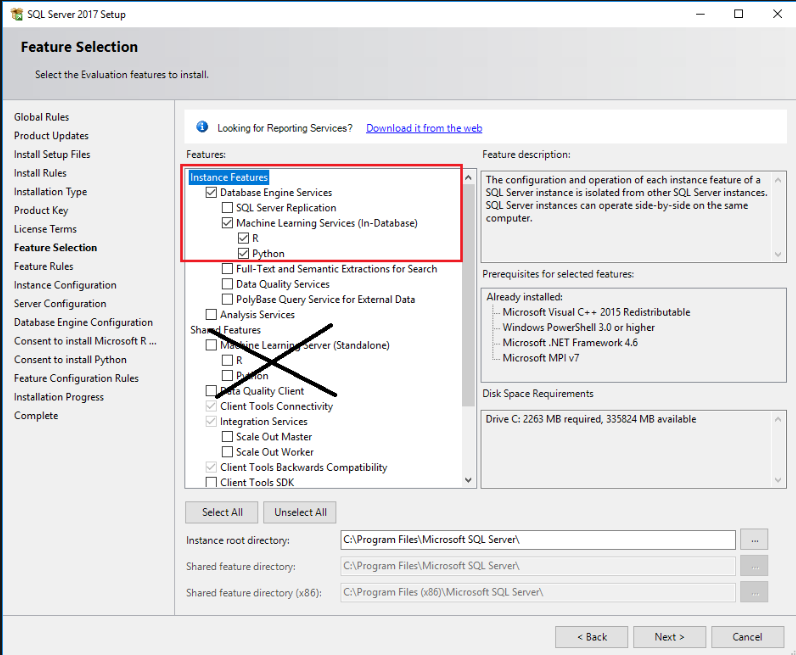 SQL Server 2017 Setup
Feature Selection
Select the Evaluation features to install.
Global Rules
Product Updates
Install Setup Files
Install Rules
Installation Type
Product Key
License Terms
Feature Selection
Feature Rules
Instance Configuration
Server Configuration
Database Engine Configuration
Consent to install Microsoft R ...
Consent to install Python
Feature Configuration Rules
Installation Progress
Complete
Looking for Reporting Services? Download it from the web
Features:
Instance Features
Database Engine Services
SQL Server Replication
Machine Learning Services (In-Database)
R
Python
Full-Text and Semantic Extractions for Search
Data Quality Services
PolyBase Query Service for External Data
Analysis Services
Shared Features
Machine Learning Server (Standalone)
R
Python
Data Quality Client
Client Tools Connectivity
Integration Services
Scale Out Master
Scale Out Worker
Client Tools Backwards Compatibility
Client Tools SDK
Feature description:
The configuration and operation of each instance feature of a
SQL Server instance is isolated from other SQL Server instances.
SQL Server instances can operate side-by-side on the same
computer.
Prerequisites for selected features:
Already installed:
Microsoft Visual C++ 2015 Redistributable
Windows PowerShell 3.0 or higher
Microsoft .NET Framework 4.6
Microsoft MPI v7
Disk Space Requirements
Drive C: 2263 MB required, 335824 MB available
Select All
Unselect All
Instance root directory: C:\Program Files\Microsoft SQL Server\ ...
Shared feature directory: C:\Program Files\Microsoft SQL Server\ ...
Shared feature directory (x86): C:\Program Files (x86)\Microsoft SQL Server\ ...
< Back
Next >
Cancel